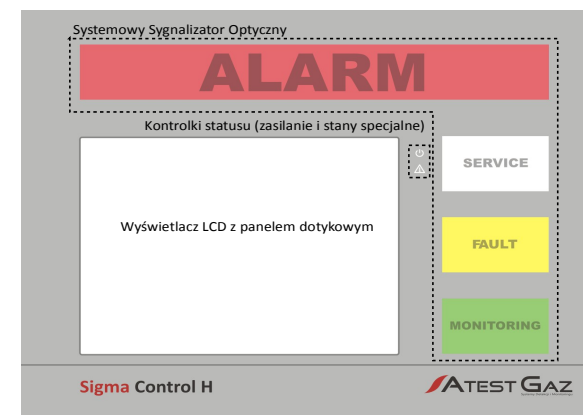 Systemowy Sygnalizator Optyczny
ALARM
Kontrolki statusu (zasilanie i stany specjalne)
SERVICE
Wyświetlacz LCD z panelem dotykowym
FAULT
MONITORING
Sigma Control H
ATEST GAZ